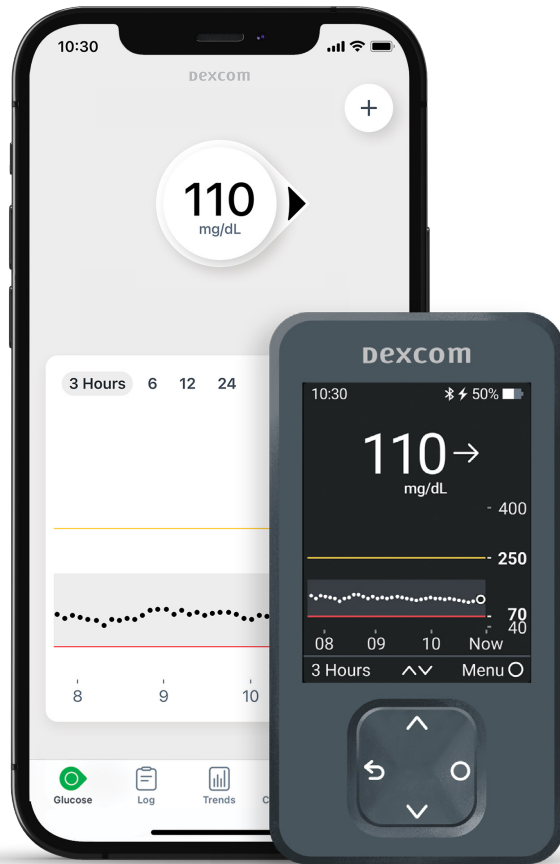 10:30
Dexcom
+
110
mg/dL
3 Hours 6 12 24
8 9 10
Glucose Log Trends
Dexcom
10:30 50%
110→
mg/dL
400
250
70
40
08 09 10 Now
3 Hours Menu